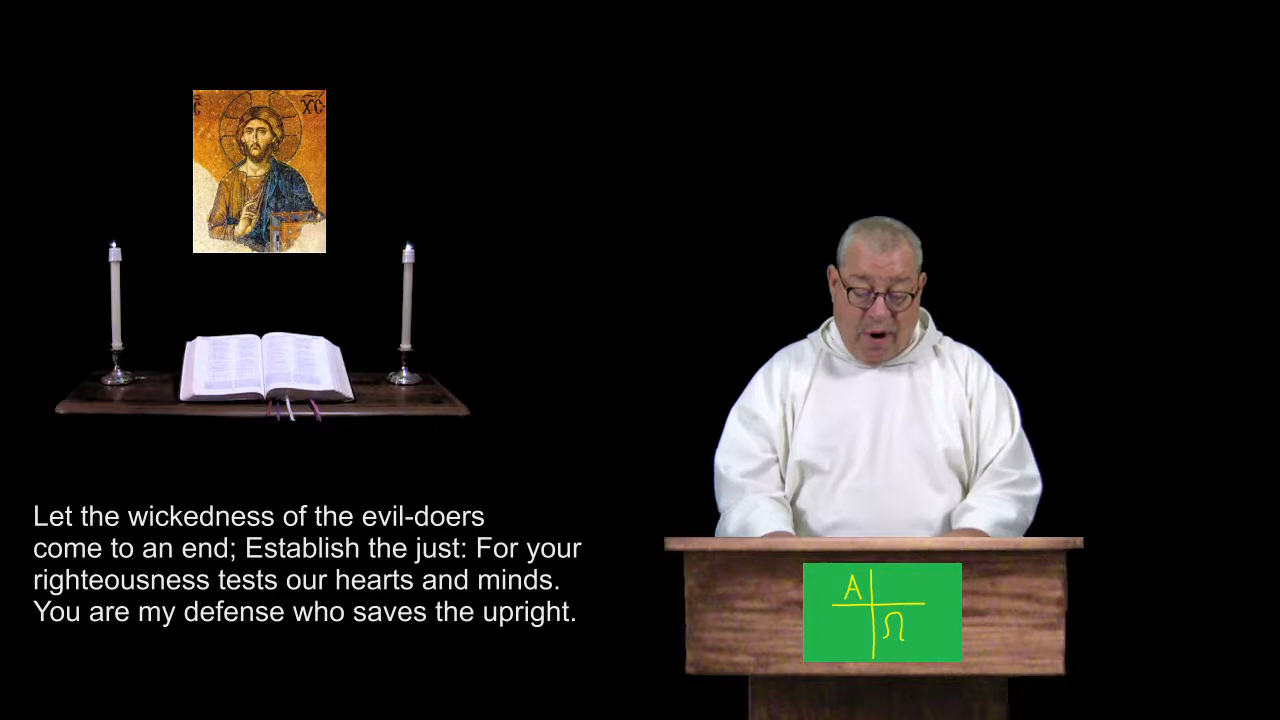 C XC
Let the wickedness of the evil-doers
come to an end; Establish the just: For your
righteousness tests our hearts and minds.
You are my defense who saves the upright.
A
Ω